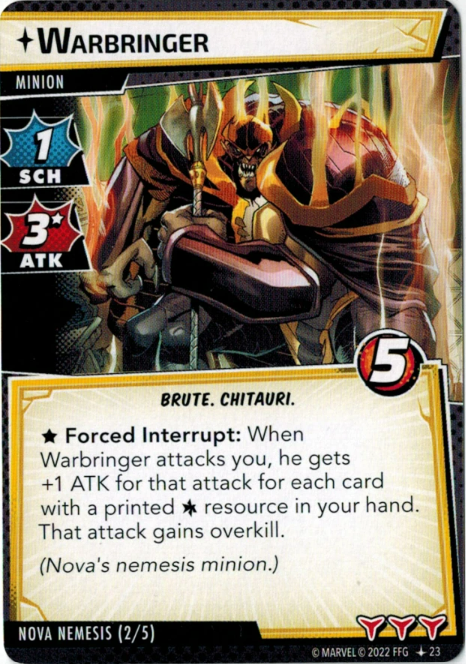 WARBRINGER
MINION
1
SCH
3★
ATK
5
BRUTE. CHITAURI.
★ Forced Interrupt: When
Warbringer attacks you, he gets
+1 ATK for that attack for each card
with a printed resource in your hand.
That attack gains overkill.
(Nova's nemesis minion.)
NOVA NEMESIS (2/5)
© MARVEL © 2022 FFG 23